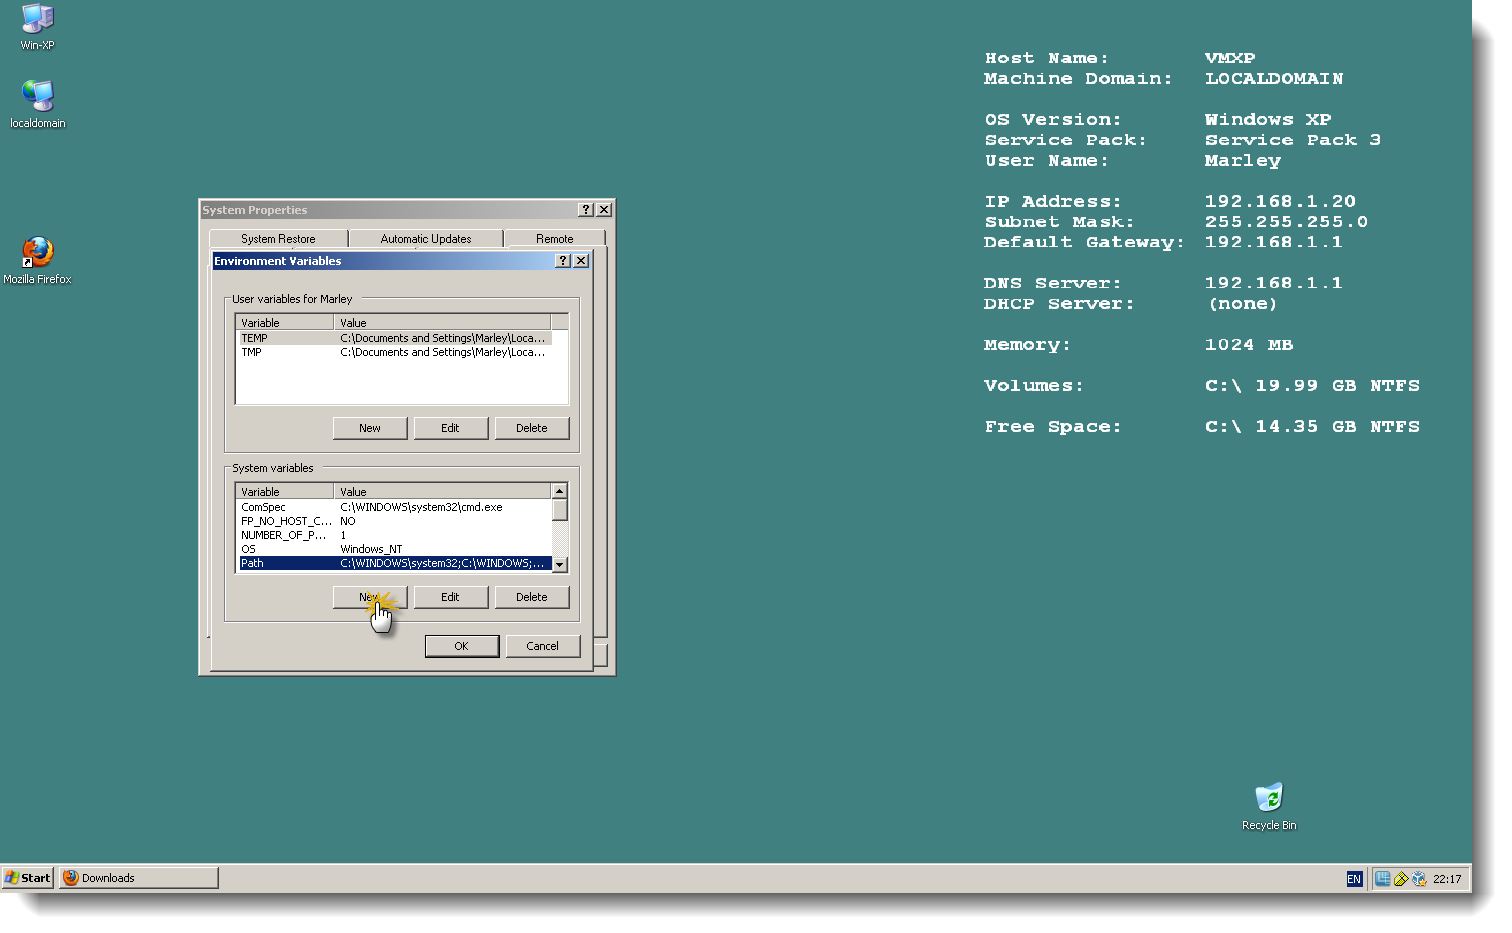 Win-XP
localdomain
Mozilla Firefox
Host Name: VMXP
Machine Domain: LOCALDOMAIN
OS Version: Windows XP
Service Pack: Service Pack 3
User Name: Marley
IP Address: 192.168.1.20
Subnet Mask: 255.255.255.0
Default Gateway: 192.168.1.1
DNS Server: 192.168.1.1
DHCP Server: (none)
Memory: 1024 MB
Volumes: C:\ 19.99 GB NTFS
Free Space: C:\ 14.35 GB NTFS
System Properties
System Restore Automatic Updates Remote
Environment Variables
User variables for Marley
Variable Value
TEMP C:\Documents and Settings\Marley\Loca...
TMP C:\Documents and Settings\Marley\Loca...
New Edit Delete
System variables
Variable Value
ComSpec C:\WINDOWS\system32\cmd.exe
FP_NO_HOST_C... NO
NUMBER_OF_P... 1
OS Windows_NT
Path C:\WINDOWS\system32;C:\WINDOWS;...
Edit Delete
OK Cancel
Recycle Bin
Start Downloads EN 22:17